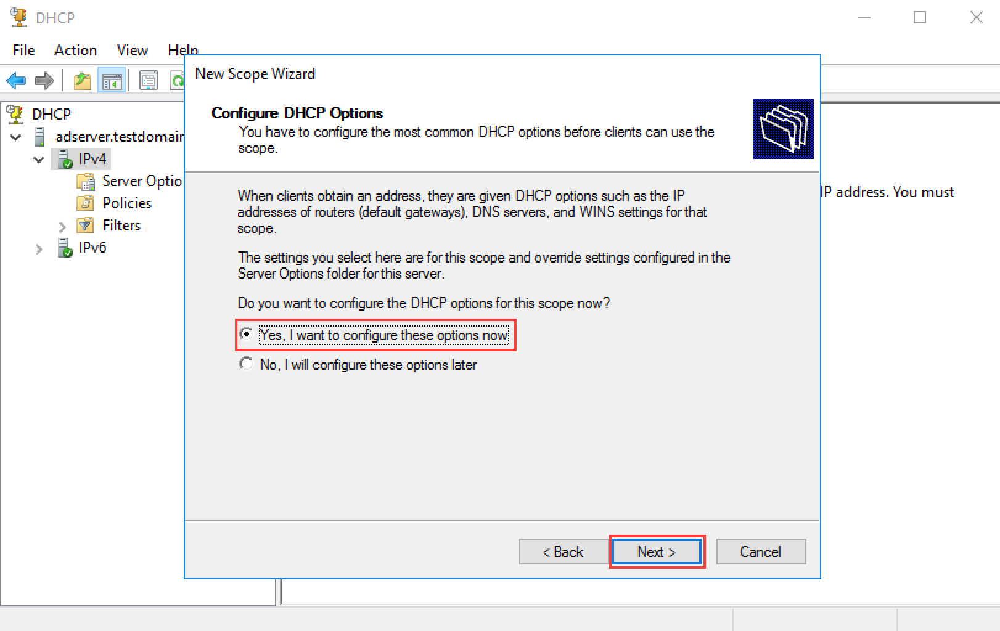 DHCP
File Action View Help
New Scope Wizard
Configure DHCP Options
You have to configure the most common DHCP options before clients can use the
scope.
DHCP
adserver.testdomain
IPv4
Server Optio
Policies
Filters
IPv6
When clients obtain an address, they are given DHCP options such as the IP
addresses of routers (default gateways), DNS servers, and WINS settings for that
scope.
The settings you select here are for this scope and override settings configured in the
Server Options folder for this server.
Do you want to configure the DHCP options for this scope now?
Yes, I want to configure these options now
No, I will configure these options later
IP address. You must
< Back
Next >
Cancel